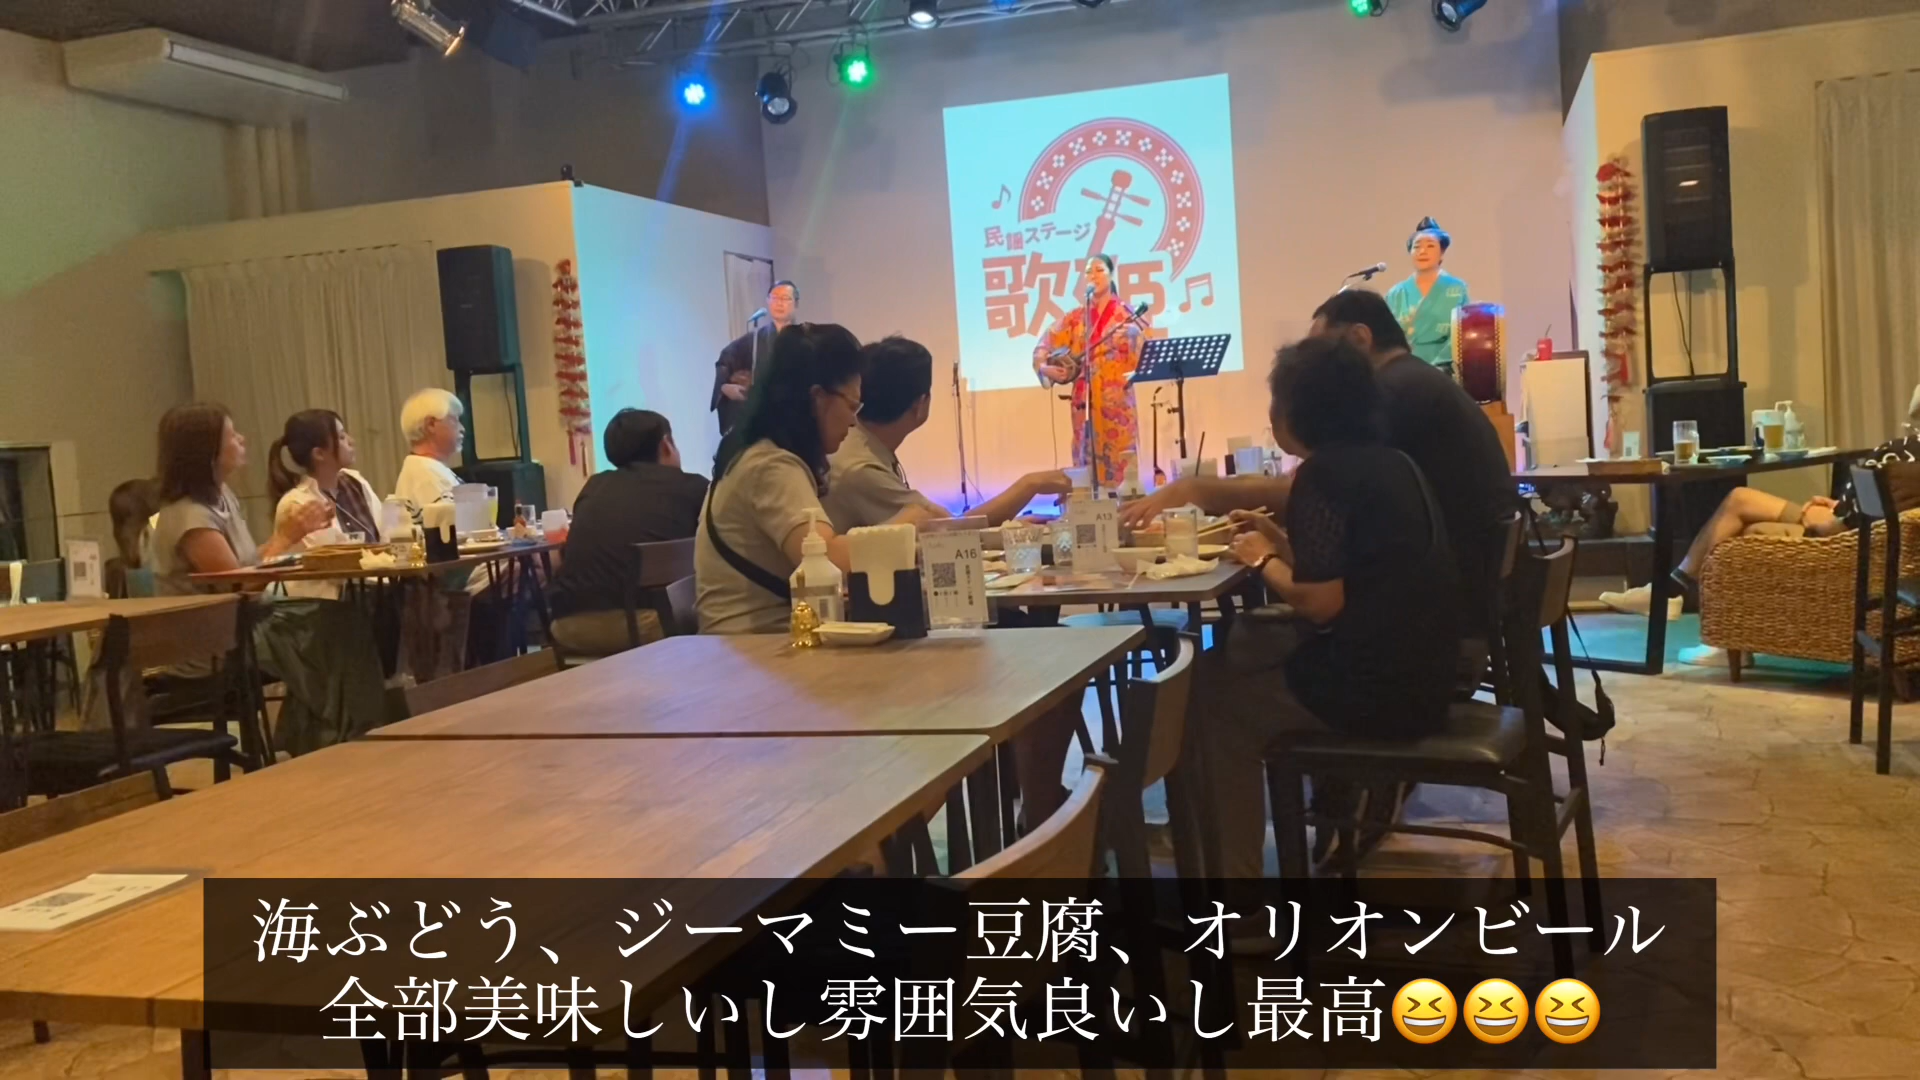 民謡ステージ
歌姫
A16
A13
海ぶどう、ジーマミー豆腐、オリオンビール
全部美味しいし雰囲気良いし最高😆😆😆